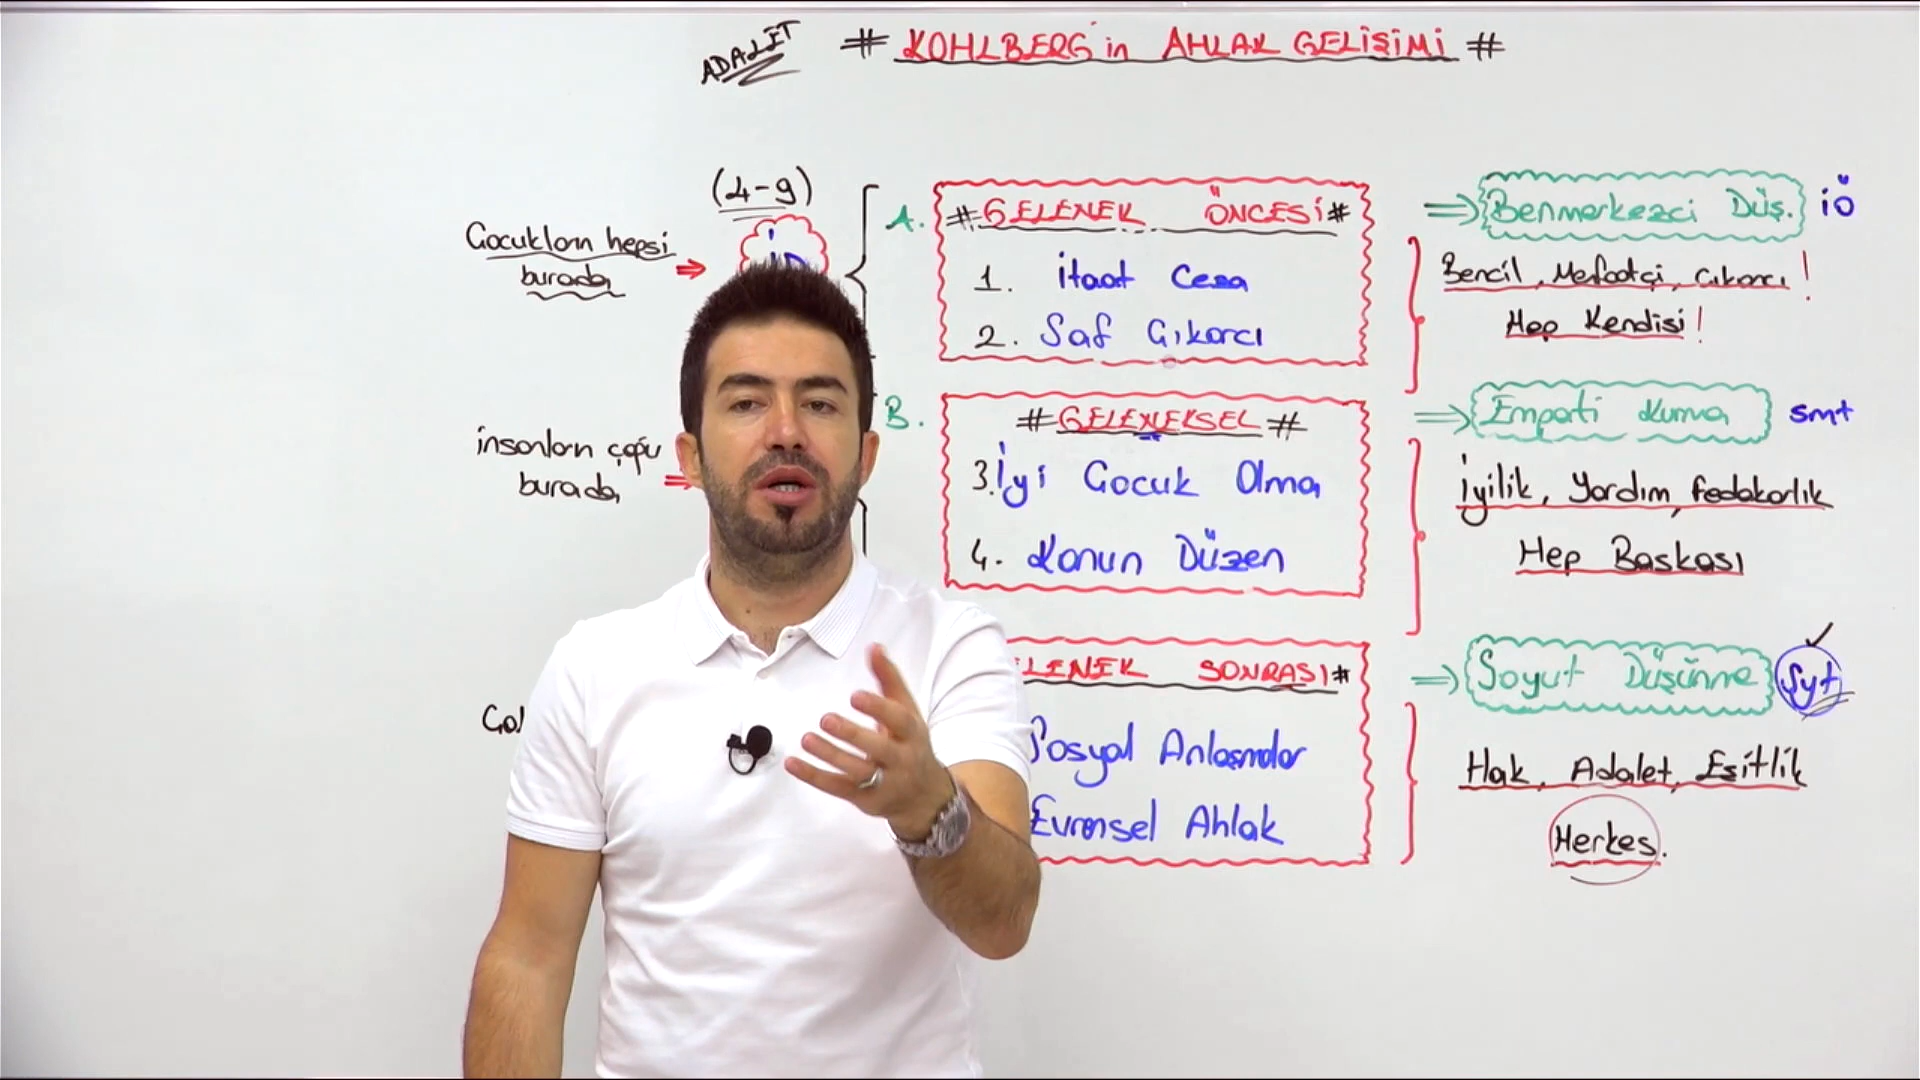 ADALET
# KOHLBERG'in AHLAK GELİŞİMİ #
(4-9)
Çocukların hepsi
burada
A. # GELENEK ÖNCESİ #
1. İtaat Ceza
2. Saf Çıkarcı
⇒ Benmerkezci Düş. İÖ
Bencil, Menfaatçi, Çıkarcı!
Hep Kendisi!
insanların çoğu
burada
B. # GELENEKSEL #
3. İyi Çocuk Olma
4. Kanun Düzen
⇒ Empati Kurma smt
İyilik, Yardım, Fedakarlık
Hep Başkası
LENEK SONRASI #
Sosyal Anlaşmalar
Evrensel Ahlak
⇒ Soyut Düşünme Syt
Hak, Adalet, Eşitlik
Herkes.